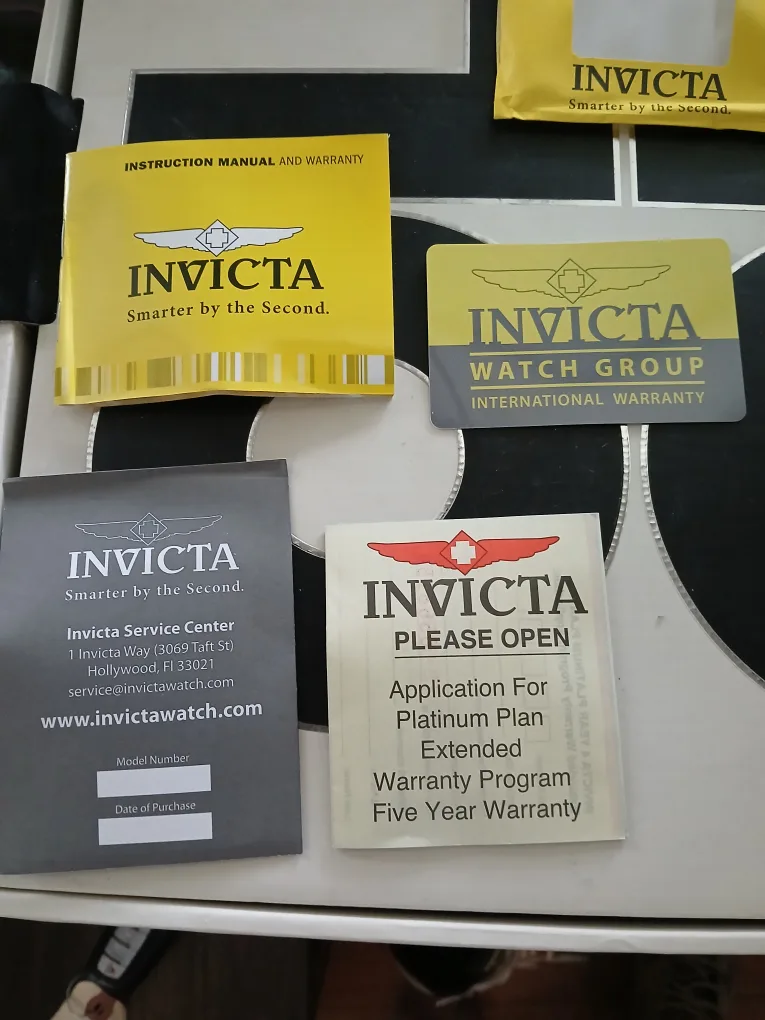 INVICTA
Smarter by the Second.
INSTRUCTION MANUAL AND WARRANTY
INVICTA
Smarter by the Second.
INVICTA
WATCH GROUP
INTERNATIONAL WARRANTY
INVICTA
Smarter by the Second.
Invicta Service Center
1 Invicta Way (3069 Taft St)
Hollywood, Fl 33021
service@invictawatch.com
www.invictawatch.com
Model Number
Date of Purchase
INVICTA
PLEASE OPEN
Application For
Platinum Plan
Extended
Warranty Program
Five Year Warranty